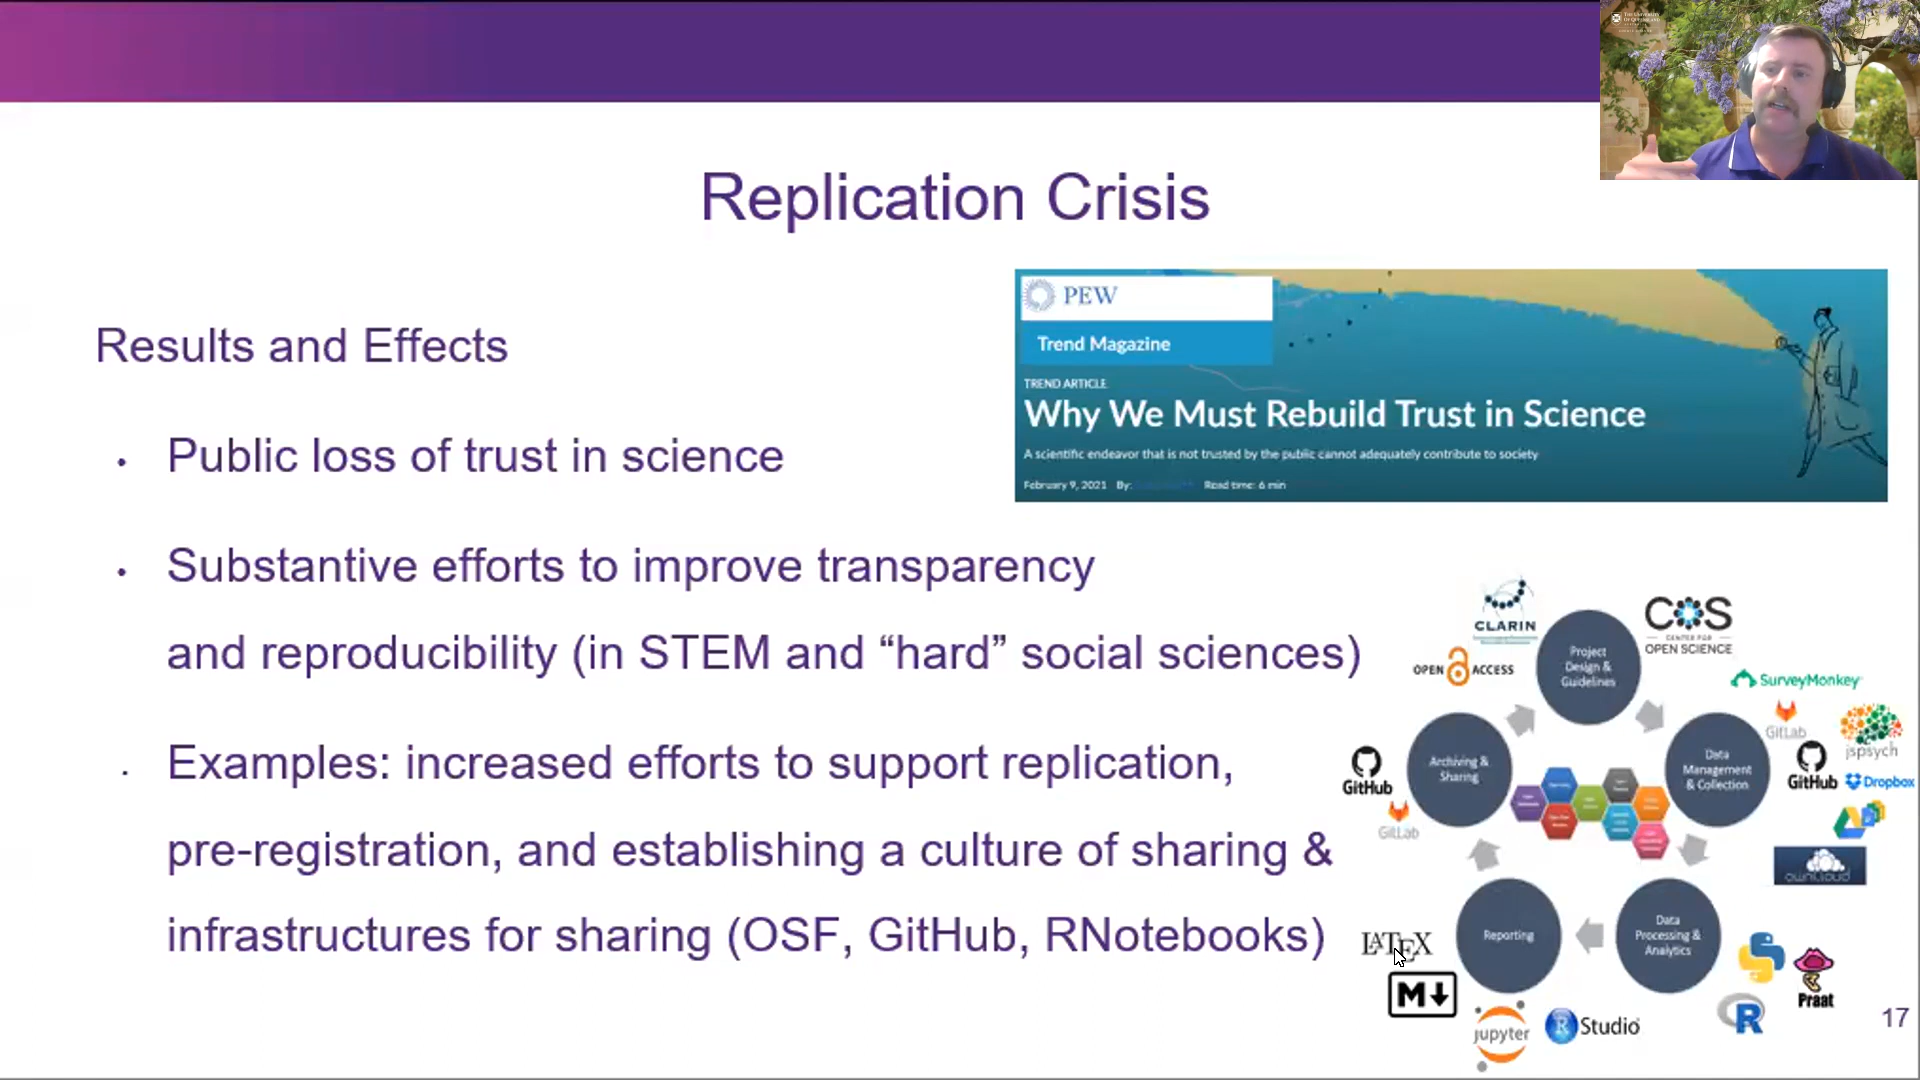 THE UNIVERSITY
OF QUEENSLAND
Replication Crisis
PEW
Trend Magazine
TREND ARTICLE
Why We Must Rebuild Trust in Science
A scientific endeavor that is not trusted by the public cannot adequately contribute to society
February 9, 2021 By: Read time: 6 min
Results and Effects
• Public loss of trust in science
• Substantive efforts to improve transparency
and reproducibility (in STEM and “hard” social sciences)
• Examples: increased efforts to support replication,
pre-registration, and establishing a culture of sharing &
infrastructures for sharing (OSF, GitHub, RNotebooks)
CLARIN
OPEN ACCESS
COS
CENTER FOR
OPEN SCIENCE
Project
Design &
Guidelines
SurveyMonkey
GitLab
jspsych
GitHub
Dropbox
ownCloud
Data
Management
& Collection
Archiving &
Sharing
GitHub
GitLab
Reporting
Data
Processing &
Analytics
LATEX
M
jupyter
R Studio
R
Praat
17